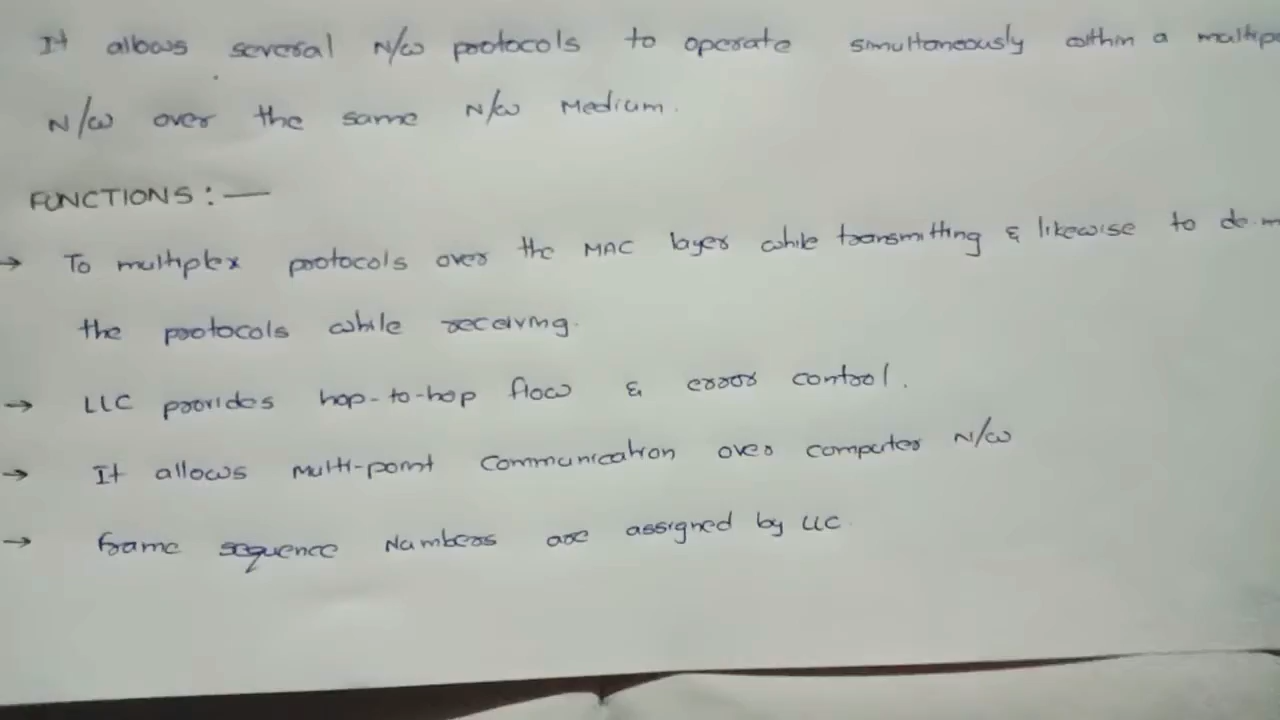 It allows several N/w protocols to operate simultaneously within a
N/w over the same N/w Medium.
FUNCTIONS : —
→ To multiplex protocols over the MAC layer while transmitting & likewise to
the protocols while receiving.
→ LLC provides hop-to-hop flow & error control.
→ It allows multi-point communication over computer N/w
→ frame sequence Numbers are assigned by LLC.